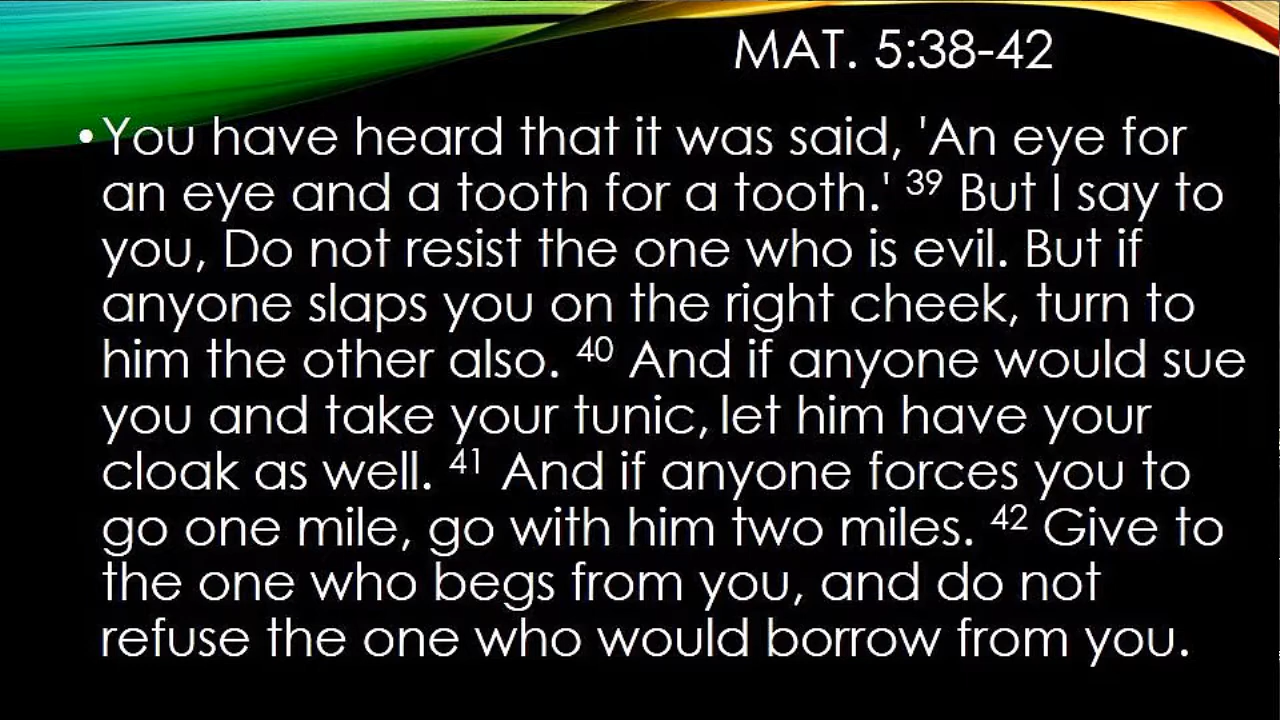 MAT. 5:38-42
• You have heard that it was said, 'An eye for
an eye and a tooth for a tooth.' 39 But I say to
you, Do not resist the one who is evil. But if
anyone slaps you on the right cheek, turn to
him the other also. 40 And if anyone would sue
you and take your tunic, let him have your
cloak as well. 41 And if anyone forces you to
go one mile, go with him two miles. 42 Give to
the one who begs from you, and do not
refuse the one who would borrow from you.